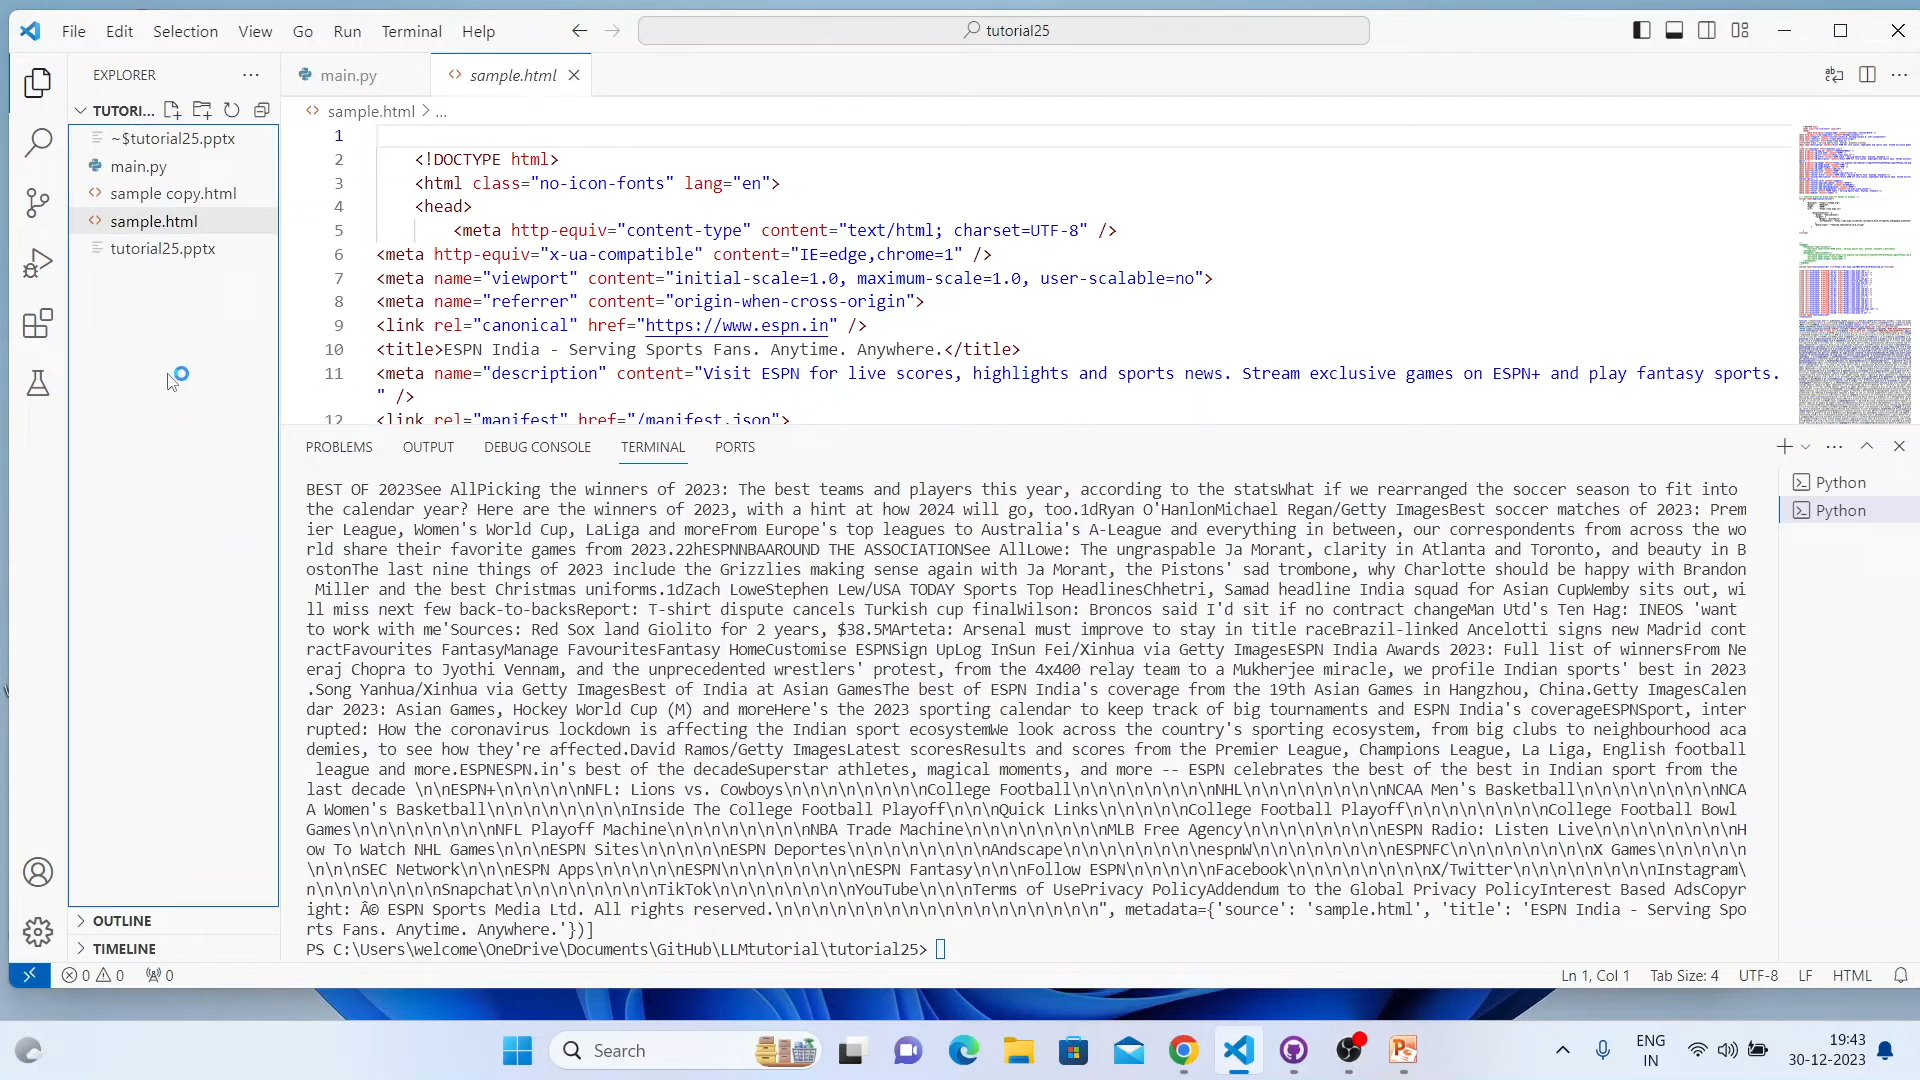 File Edit Selection View Go Run Terminal Help
tutorial25
EXPLORER
TUTORI...
~$tutorial25.pptx
main.py
sample copy.html
sample.html
tutorial25.pptx
OUTLINE
TIMELINE
main.py
sample.html
sample.html > ...
1
2 <!DOCTYPE html>
3 <html class="no-icon-fonts" lang="en">
4 <head>
5 <meta http-equiv="content-type" content="text/html; charset=UTF-8" />
6 <meta http-equiv="x-ua-compatible" content="IE=edge,chrome=1" />
7 <meta name="viewport" content="initial-scale=1.0, maximum-scale=1.0, user-scalable=no">
8 <meta name="referrer" content="origin-when-cross-origin">
9 <link rel="canonical" href="https://www.espn.in" />
10 <title>ESPN India - Serving Sports Fans. Anytime. Anywhere.</title>
11 <meta name="description" content="Visit ESPN for live scores, highlights and sports news. Stream exclusive games on ESPN+ and play fantasy sports.
" />
12 <link rel="manifest" href="/manifest.json">
PROBLEMS OUTPUT DEBUG CONSOLE TERMINAL PORTS
Python
Python
BEST OF 2023See AllPicking the winners of 2023: The best teams and players this year, according to the statsWhat if we rearranged the soccer season to fit into
the calendar year? Here are the winners of 2023, with a hint at how 2024 will go, too.1dRyan O'HanlonMichael Regan/Getty ImagesBest soccer matches of 2023: Prem
ier League, Women's World Cup, LaLiga and moreFrom Europe's top leagues to Australia's A-League and everything in between, our correspondents from across the wo
rld share their favorite games from 2023.22hESPNNBAAROUND THE ASSOCIATIONSee AllLowe: The ungraspable Ja Morant, clarity in Atlanta and Toronto, and beauty in B
ostonThe last nine things of 2023 include the Grizzlies making sense again with Ja Morant, the Pistons' sad trombone, why Charlotte should be happy with Brandon
Miller and the best Christmas uniforms.1dZach LoweStephen Lew/USA TODAY Sports Top HeadlinesChhetri, Samad headline India squad for Asian CupWemby sits out, wi
ll miss next few back-to-backsReport: T-shirt dispute cancels Turkish cup finalWilson: Broncos said I'd sit if no contract changeMan Utd's Ten Hag: INEOS 'want
to work with me'Sources: Red Sox land Giolito for 2 years, $38.5MArteta: Arsenal must improve to stay in title raceBrazil-linked Ancelotti signs new Madrid cont
ractFavourites FantasyManage FavouritesFantasy HomeCustomise ESPNSign UpLog InSun Fei/Xinhua via Getty ImagesESPN India Awards 2023: Full list of winnersFrom Ne
eraj Chopra to Jyothi Vennam, and the unprecedented wrestlers' protest, from the 4x400 relay team to a Mukherjee miracle, we profile Indian sports' best in 2023
.Song Yanhua/Xinhua via Getty ImagesBest of India at Asian GamesThe best of ESPN India's coverage from the 19th Asian Games in Hangzhou, China.Getty ImagesCalen
dar 2023: Asian Games, Hockey World Cup (M) and moreHere's the 2023 sporting calendar to keep track of big tournaments and ESPN India's coverageESPNSport, inter
rupted: How the coronavirus lockdown is affecting the Indian sport ecosystemWe look across the country's sporting ecosystem, from big clubs to neighbourhood aca
demies, to see how they're affected.David Ramos/Getty ImagesLatest scoresResults and scores from the Premier League, Champions League, La Liga, English football
league and more.ESPNESPN.in's best of the decadeSuperstar athletes, magical moments, and more -- ESPN celebrates the best of the best in Indian sport from the
last decade \n\nESPN+\n\n\n\n\nNFL: Lions vs. Cowboys\n\n\n\n\n\n\n\nCollege Football\n\n\n\n\n\n\n\nNHL\n\n\n\n\n\n\n\nNCAA Men's Basketball\n\n\n\n\n\n\n\nNCA
A Women's Basketball\n\n\n\n\n\n\n\nInside The College Football Playoff\n\n\nQuick Links\n\n\n\n\nCollege Football Playoff\n\n\n\n\n\n\n\nCollege Football Bowl
Games\n\n\n\n\n\n\n\nNFL Playoff Machine\n\n\n\n\n\n\n\nNBA Trade Machine\n\n\n\n\n\n\n\nMLB Free Agency\n\n\n\n\n\n\n\nESPN Radio: Listen Live\n\n\n\n\n\n\n\nH
ow To Watch NHL Games\n\n\nESPN Sites\n\n\n\n\nESPN Deportes\n\n\n\n\n\n\n\nAndscape\n\n\n\n\n\n\n\nespnW\n\n\n\n\n\n\n\nESPNFC\n\n\n\n\n\n\n\nX Games\n\n\n\n\n
\n\n\nSEC Network\n\n\nESPN Apps\n\n\n\n\nESPN\n\n\n\n\n\n\n\nESPN Fantasy\n\n\nFollow ESPN\n\n\n\n\nFacebook\n\n\n\n\n\n\n\nX/Twitter\n\n\n\n\n\n\n\nInstagram\
n\n\n\n\n\n\n\nSnapchat\n\n\n\n\n\n\n\nTikTok\n\n\n\n\n\n\n\nYouTube\n\n\nTerms of UsePrivacy PolicyAddendum to the Global Privacy PolicyInterest Based AdsCopyr
ight: Â© ESPN Sports Media Ltd. All rights reserved.\n\n\n\n\n\n\n\n\n\n\n\n\n\n\n\n\n", metadata={'source': 'sample.html', 'title': 'ESPN India - Serving Spo
rts Fans. Anytime. Anywhere.'})]
PS C:\Users\welcome\OneDrive\Documents\GitHub\LLMtutorial\tutorial25>
0 0 0
Ln 1, Col 1 Tab Size: 4 UTF-8 LF HTML
Search
ENG
IN
19:43
30-12-2023